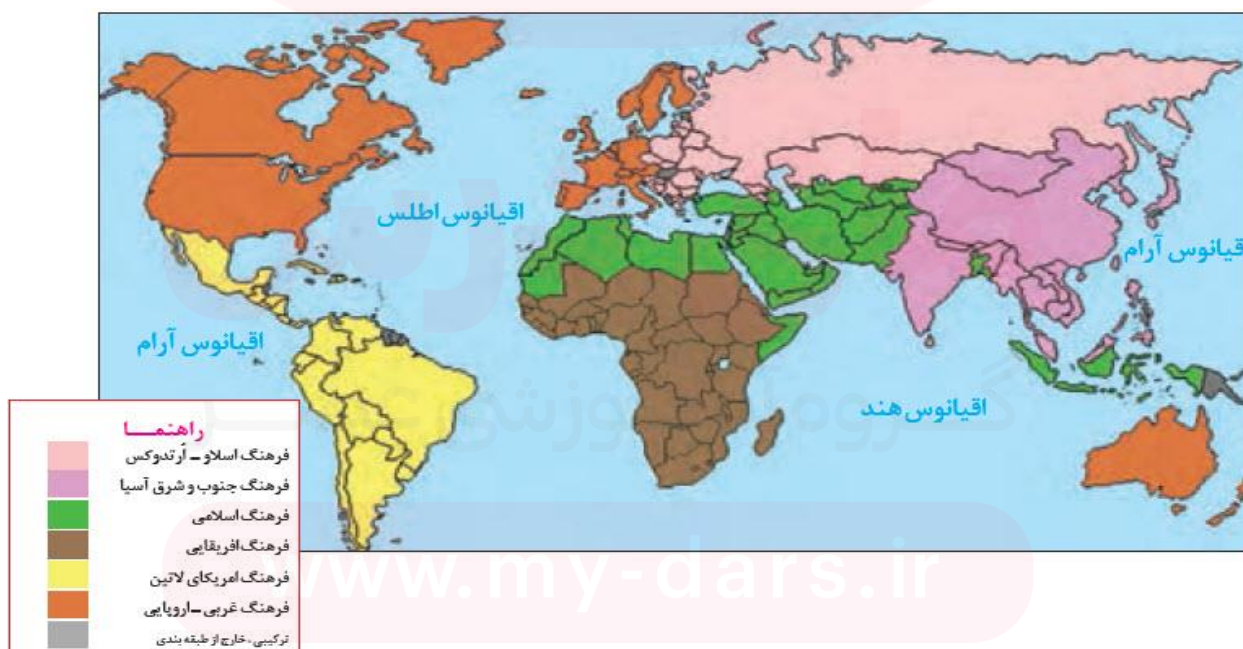 اقیانوس اطلس
اقیانوس آرام
اقیانوس آرام
اقیانوس هند
راهنمــا
فرهنگ اسلاو ـ اُرتدوکس
فرهنگ جنوب و شرق آسیا
فرهنگ اسلامی
فرهنگ افریقایی
فرهنگ امریکای لاتین
فرهنگ غربی ـ اروپایی
ترکیبی، خارج از طبقه بندی
www.my-dars.ir